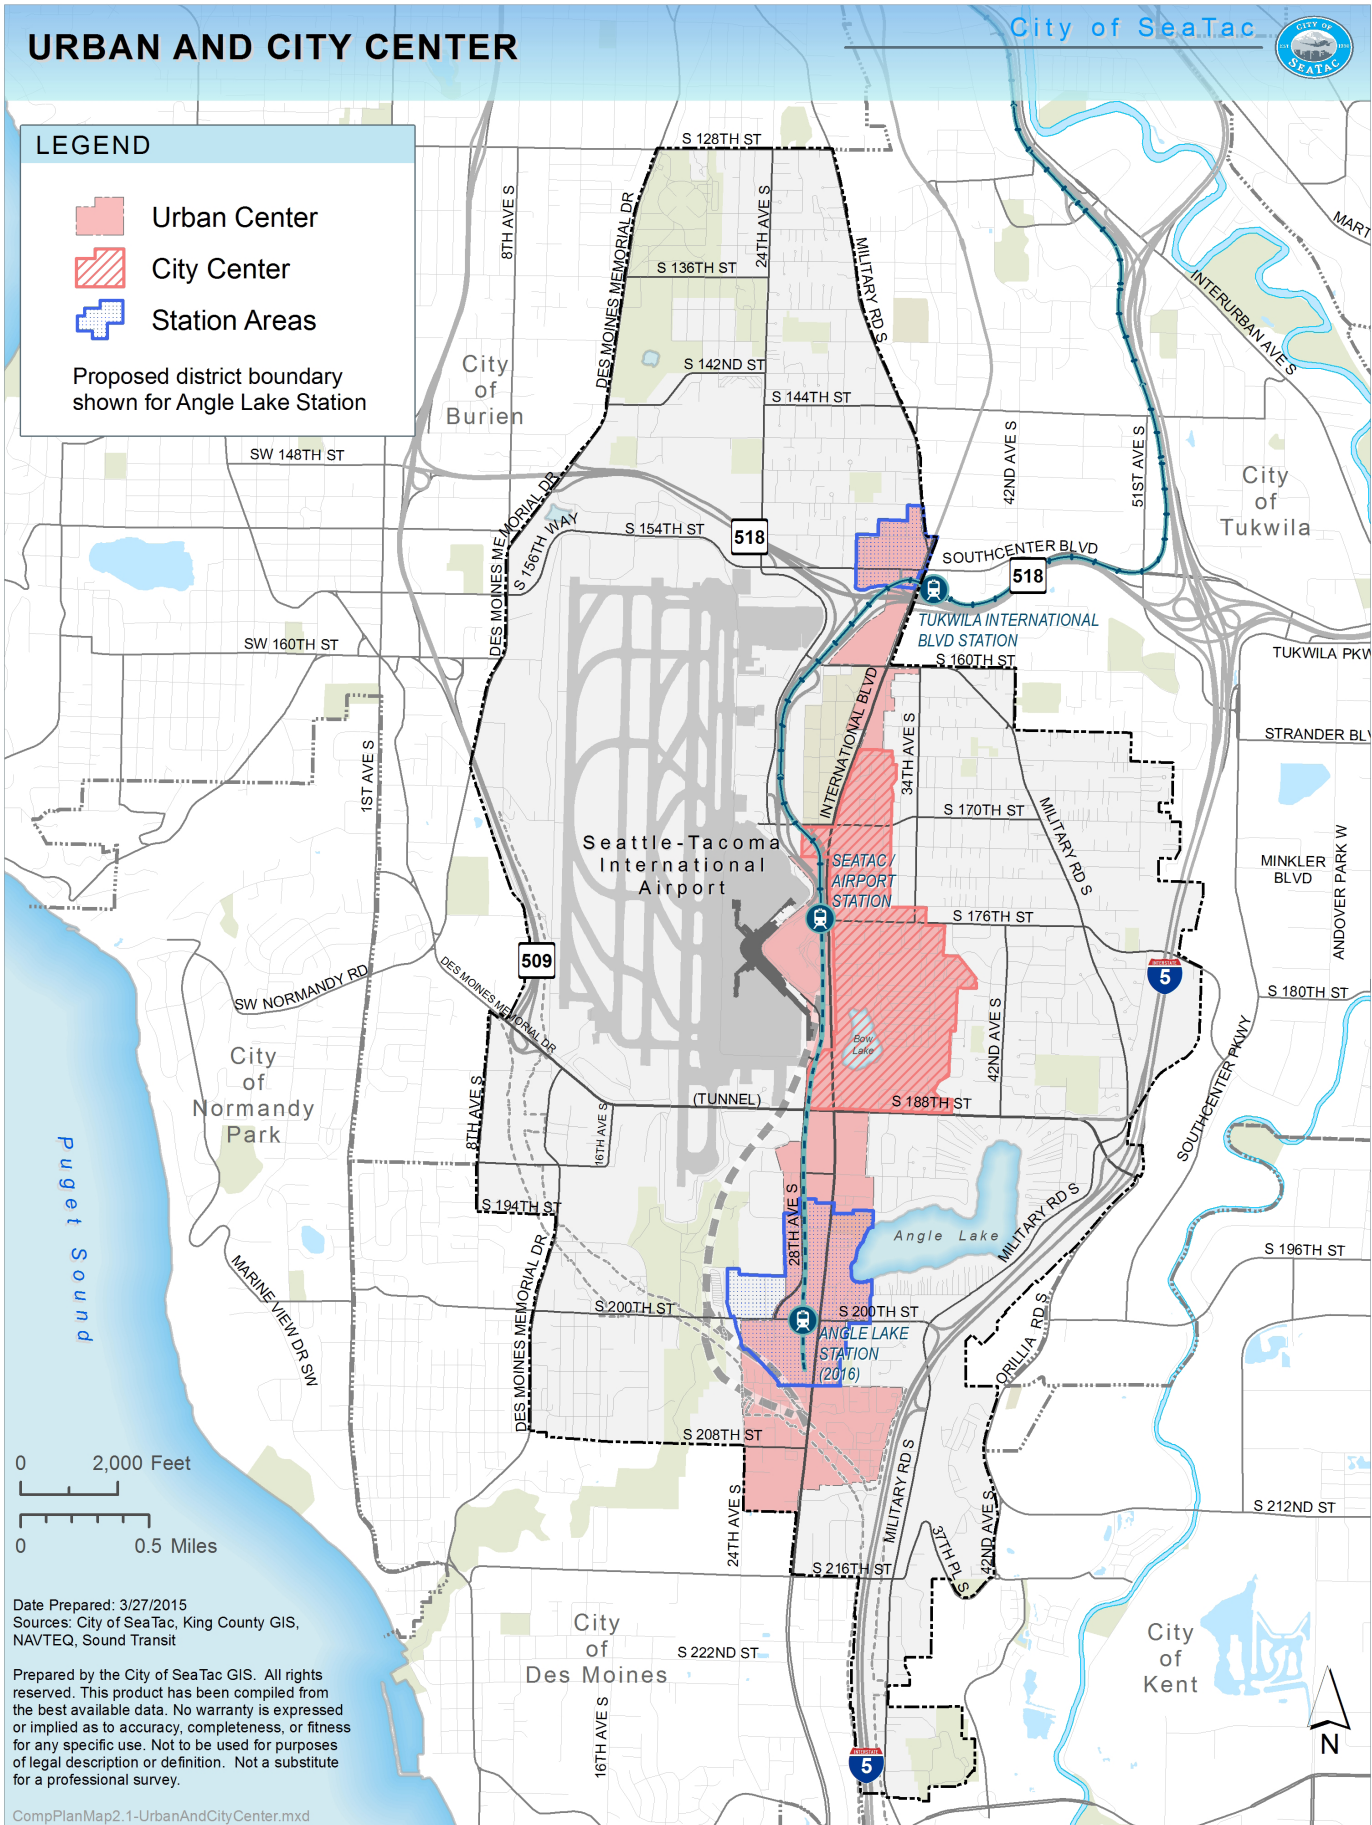 URBAN AND CITY CENTER
City of SeaTac
CITY OF
SEATAC
LEGEND
Urban Center
City Center
Station Areas
Proposed district boundary
shown for Angle Lake Station
S 128TH ST
8TH AVE S
DES MOINES MEMORIAL DR
24TH AVE S
MILITARY RD S
S 136TH ST
INTERURBAN AVE S
MART
City
of
Burien
S 142ND ST
S 144TH ST
SW 148TH ST
42ND AVE S
51ST AVE S
City
of
Tukwila
DES MOINES MEMORIAL DR
S 156TH WAY
S 154TH ST
518
SOUTHCENTER BLVD
518
TUKWILA INTERNATIONAL
BLVD STATION
SW 160TH ST
S 160TH ST
TUKWILA PKW
INTERNATIONAL BLVD
34TH AVE S
STRANDER BLV
1ST AVE S
S 170TH ST
MILITARY RD S
Seattle-Tacoma
International
Airport
SEATAC /
AIRPORT
STATION
MINKLER
BLVD
ANDOVER PARK W
S 176TH ST
509
5
SW NORMANDY RD
DES MOINES MEMORIAL DR
S 180TH ST
42ND AVE S
Bow
Lake
SOUTHCENTER PKWY
City
of
Normandy
Park
8TH AVE S
16TH AVE S
(TUNNEL)
S 188TH ST
Puget Sound
S 194TH ST
28TH AVE S
Angle Lake
MILITARY RD S
S 196TH ST
MARINE VIEW DR SW
DES MOINES MEMORIAL DR
S 200TH ST
S 200TH ST
ANGLE LAKE
STATION
(2016)
ORILLIA RD S
S 208TH ST
0 2,000 Feet
0 0.5 Miles
24TH AVE S
MILITARY RD S
37TH PL S
42ND AVE S
S 212ND ST
S 216TH ST
City
of
Des Moines
S 222ND ST
16TH AVE S
City
of
Kent
5
N
Date Prepared: 3/27/2015
Sources: City of SeaTac, King County GIS,
NAVTEQ, Sound Transit
Prepared by the City of SeaTac GIS. All rights
reserved. This product has been compiled from
the best available data. No warranty is expressed
or implied as to accuracy, completeness, or fitness
for any specific use. Not to be used for purposes
of legal description or definition. Not a substitute
for a professional survey.
CompPlanMap2.1-UrbanAndCityCenter.mxd